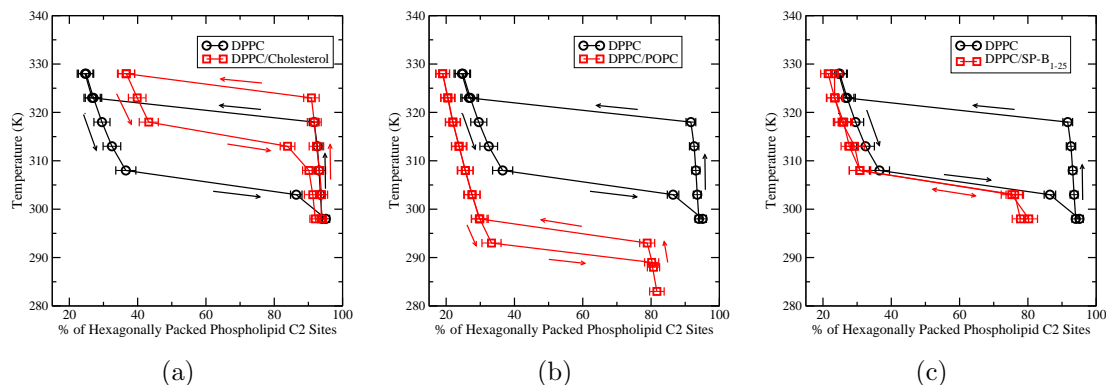 340
330
320
310
300
290
280
Temperature (K)
20 40 60 80 100
% of Hexagonally Packed Phospholipid C2 Sites
DPPC
DPPC/Cholesterol
(a)
340
330
320
310
300
290
280
Temperature (K)
20 40 60 80 100
% of Hexagonally Packed Phospholipid C2 Sites
DPPC
DPPC/POPC
(b)
340
330
320
310
300
290
280
Temperature (K)
20 40 60 80 100
% of Hexagonally Packed Phospholipid C2 Sites
DPPC
DPPC/SP-B1-25
(c)